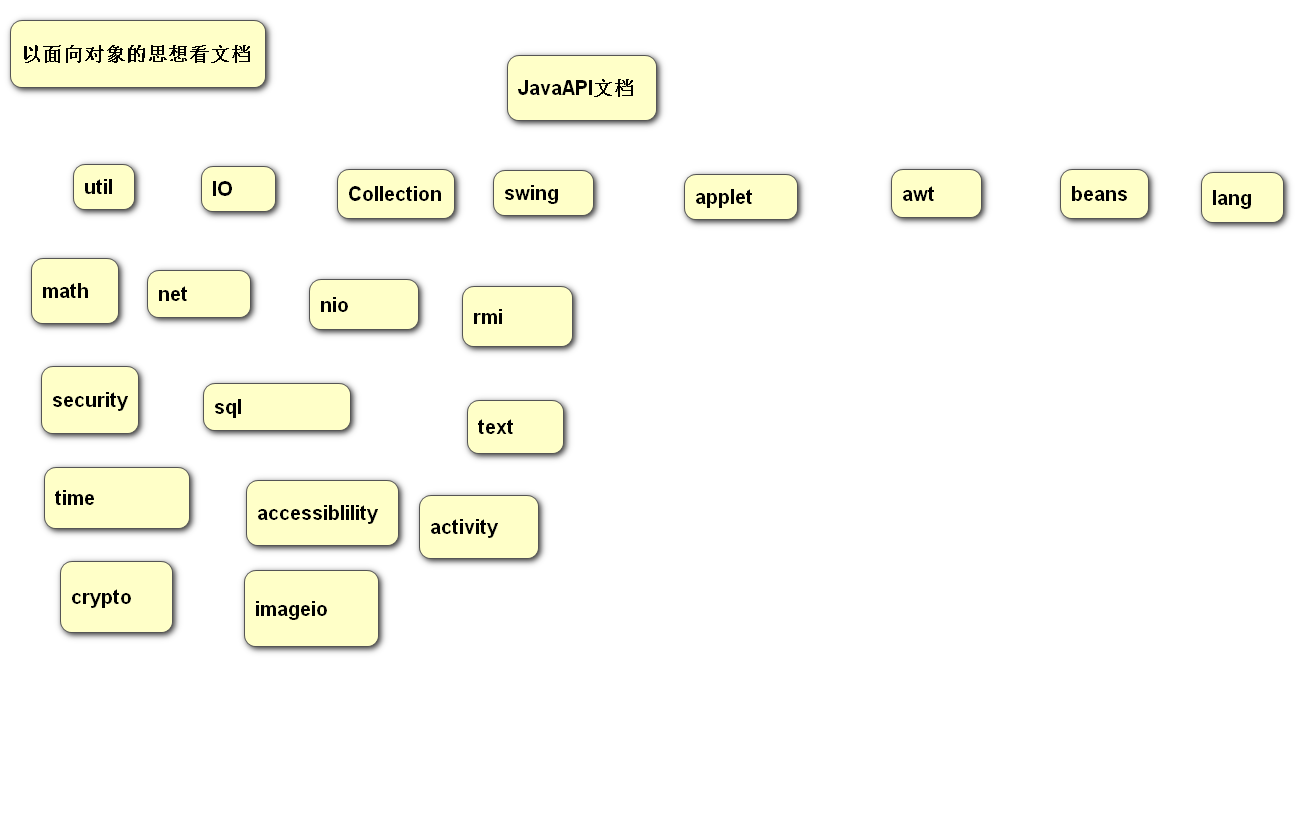 以面向对象的思想看文档
JavaAPI文档
util
IO
Collection
swing
applet
awt
beans
lang
math
net
nio
rmi
security
sql
text
time
accessiblility
activity
crypto
imageio